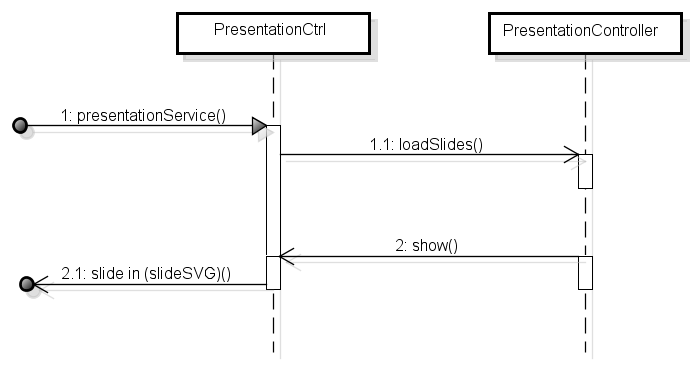 PresentationCtrl
PresentationController
1: presentationService()
1.1: loadSlides()
2: show()
2.1: slide in (slideSVG)()